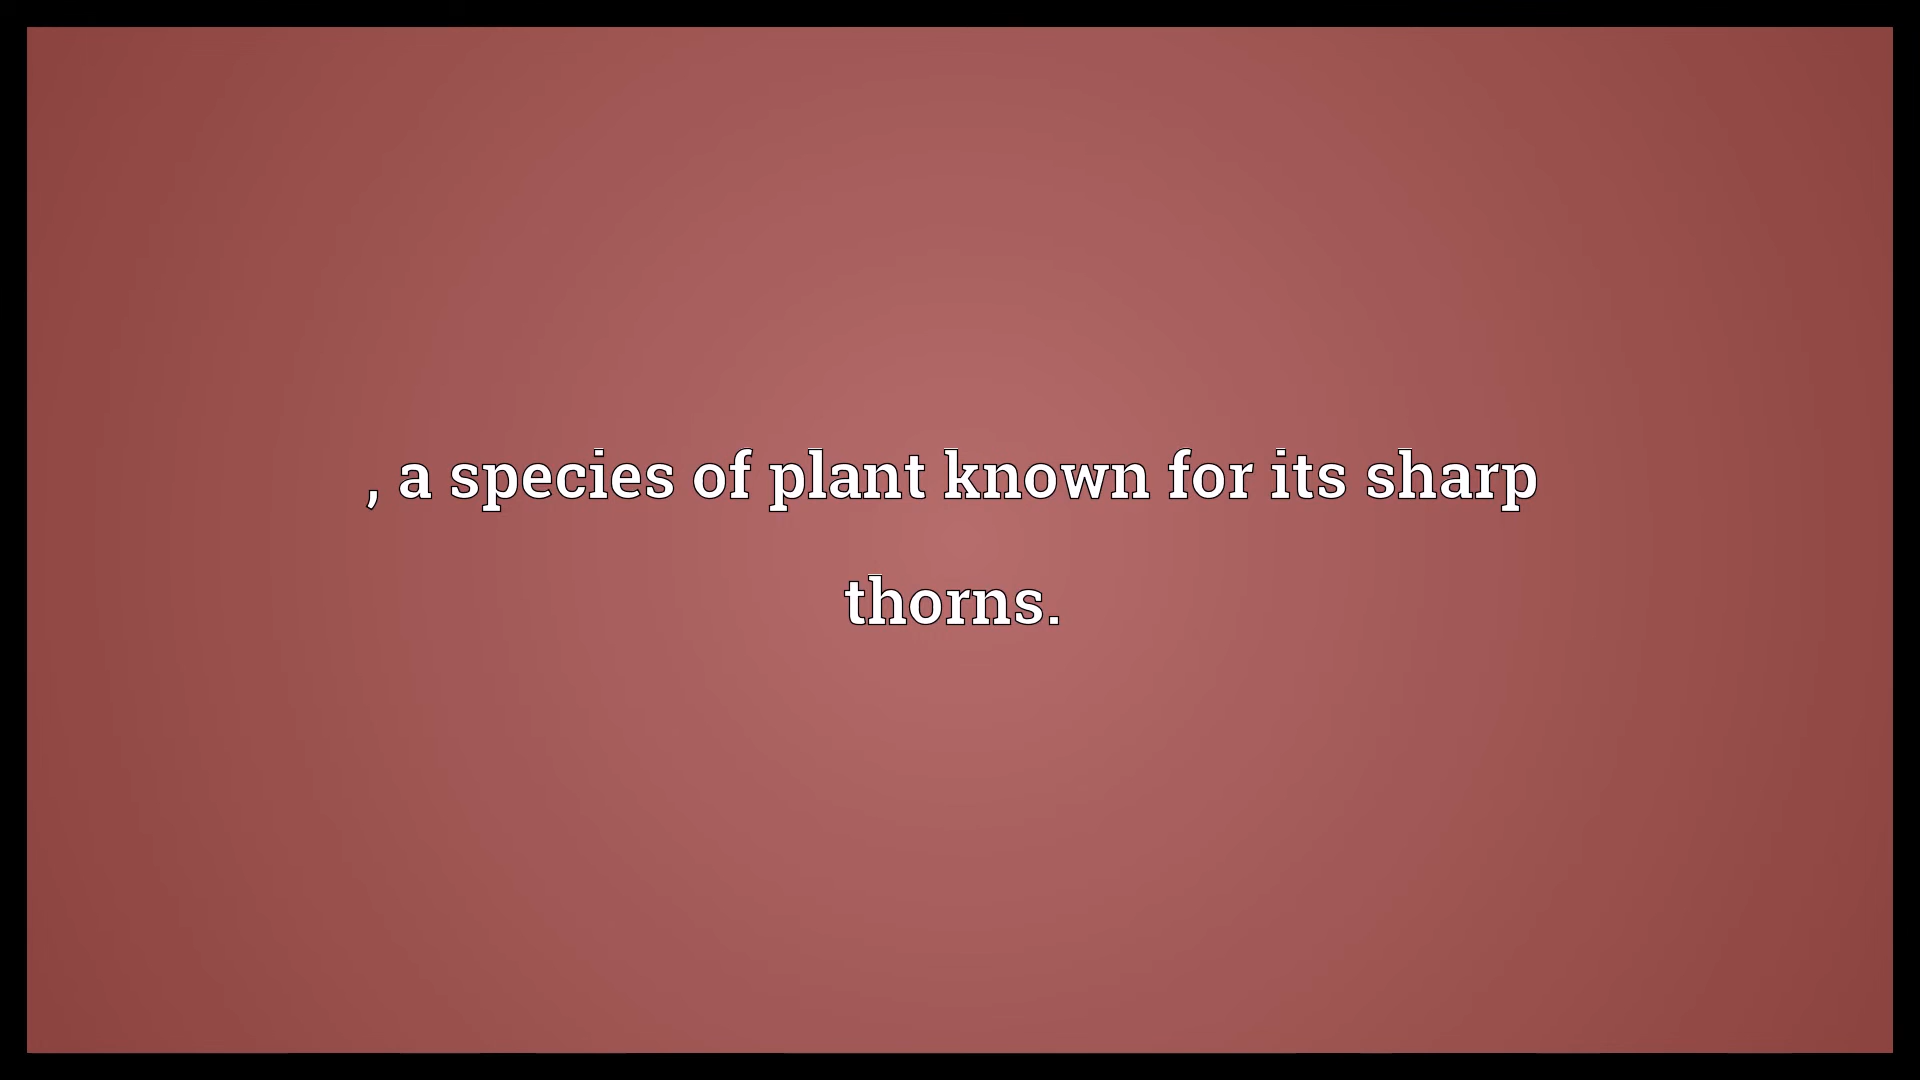 , a species of plant known for its sharp
thorns.